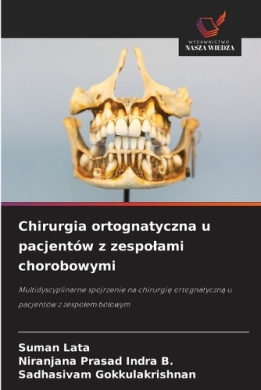 WYDAWNICTWO
NASZA WIEDZA
Chirurgia ortognatyczna u
pacjentów z zespołami
chorobowymi
Multidyscyplinarne spojrzenie na chirurgię ortognatyczną u
pacjentów z zespołem bólowym
Suman Lata
Niranjana Prasad Indra B.
Sadhasivam Gokkulakrishnan